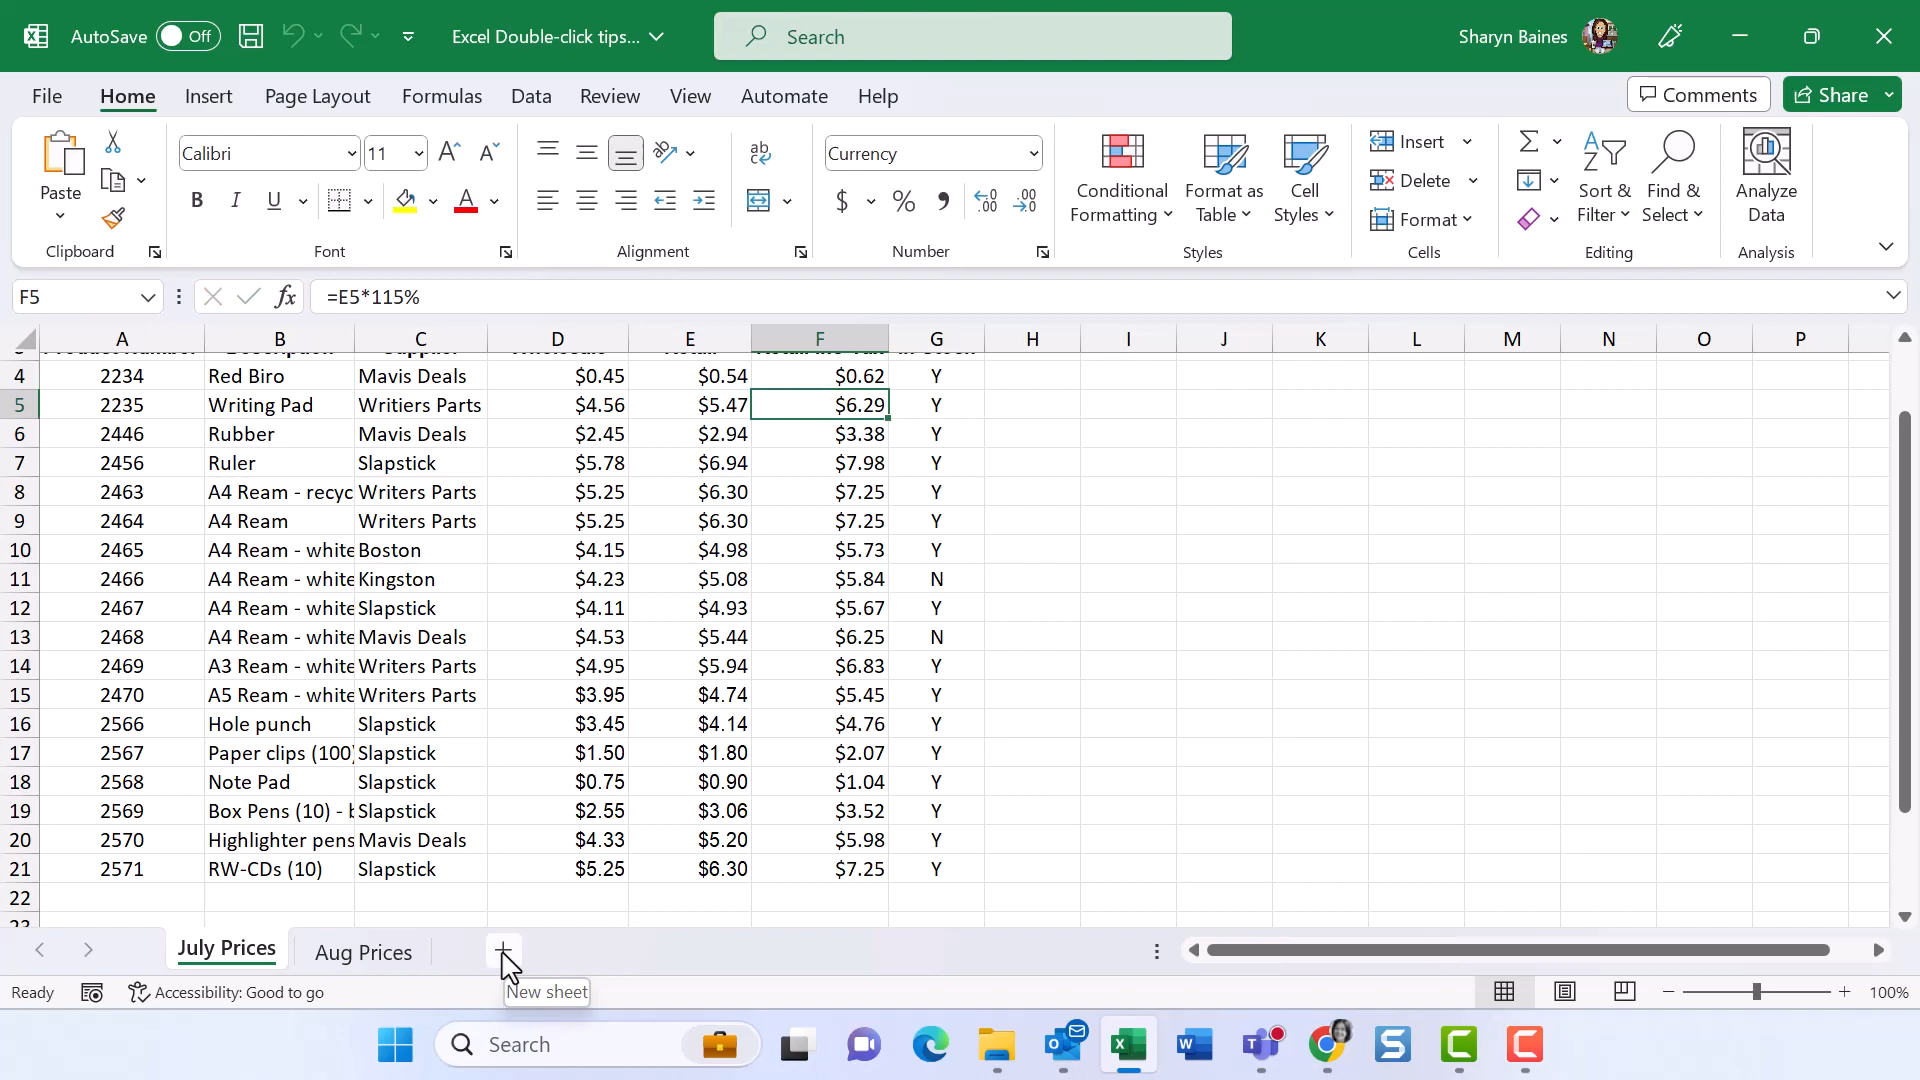 AutoSave Off Excel Double-click tips... Search Sharyn Baines
File Home Insert Page Layout Formulas Data Review View Automate Help Comments Share
Paste
Clipboard
Calibri 11
B I U A
Font
ab
Alignment
Currency
$ % 9 .00
Number
Conditional Formatting
Format as Table
Cell Styles
Styles
Insert
Delete
Format
Cells
Sort & Filter
Find & Select
Editing
Analyze Data
Analysis
F5 fx =E5*115%
A B C D E F G H I J K L M N O P
4 2234 Red Biro Mavis Deals $0.45 $0.54 $0.62 Y
5 2235 Writing Pad Writiers Parts $4.56 $5.47 $6.29 Y
6 2446 Rubber Mavis Deals $2.45 $2.94 $3.38 Y
7 2456 Ruler Slapstick $5.78 $6.94 $7.98 Y
8 2463 A4 Ream - recyc Writers Parts $5.25 $6.30 $7.25 Y
9 2464 A4 Ream Writers Parts $5.25 $6.30 $7.25 Y
10 2465 A4 Ream - white Boston $4.15 $4.98 $5.73 Y
11 2466 A4 Ream - white Kingston $4.23 $5.08 $5.84 N
12 2467 A4 Ream - white Slapstick $4.11 $4.93 $5.67 Y
13 2468 A4 Ream - white Mavis Deals $4.53 $5.44 $6.25 N
14 2469 A3 Ream - white Writers Parts $4.95 $5.94 $6.83 Y
15 2470 A5 Ream - white Writers Parts $3.95 $4.74 $5.45 Y
16 2566 Hole punch Slapstick $3.45 $4.14 $4.76 Y
17 2567 Paper clips (100) Slapstick $1.50 $1.80 $2.07 Y
18 2568 Note Pad Slapstick $0.75 $0.90 $1.04 Y
19 2569 Box Pens (10) - Slapstick $2.55 $3.06 $3.52 Y
20 2570 Highlighter pens Mavis Deals $4.33 $5.20 $5.98 Y
21 2571 RW-CDs (10) Slapstick $5.25 $6.30 $7.25 Y
22
July Prices Aug Prices
New sheet
Ready Accessibility: Good to go 100%
Search